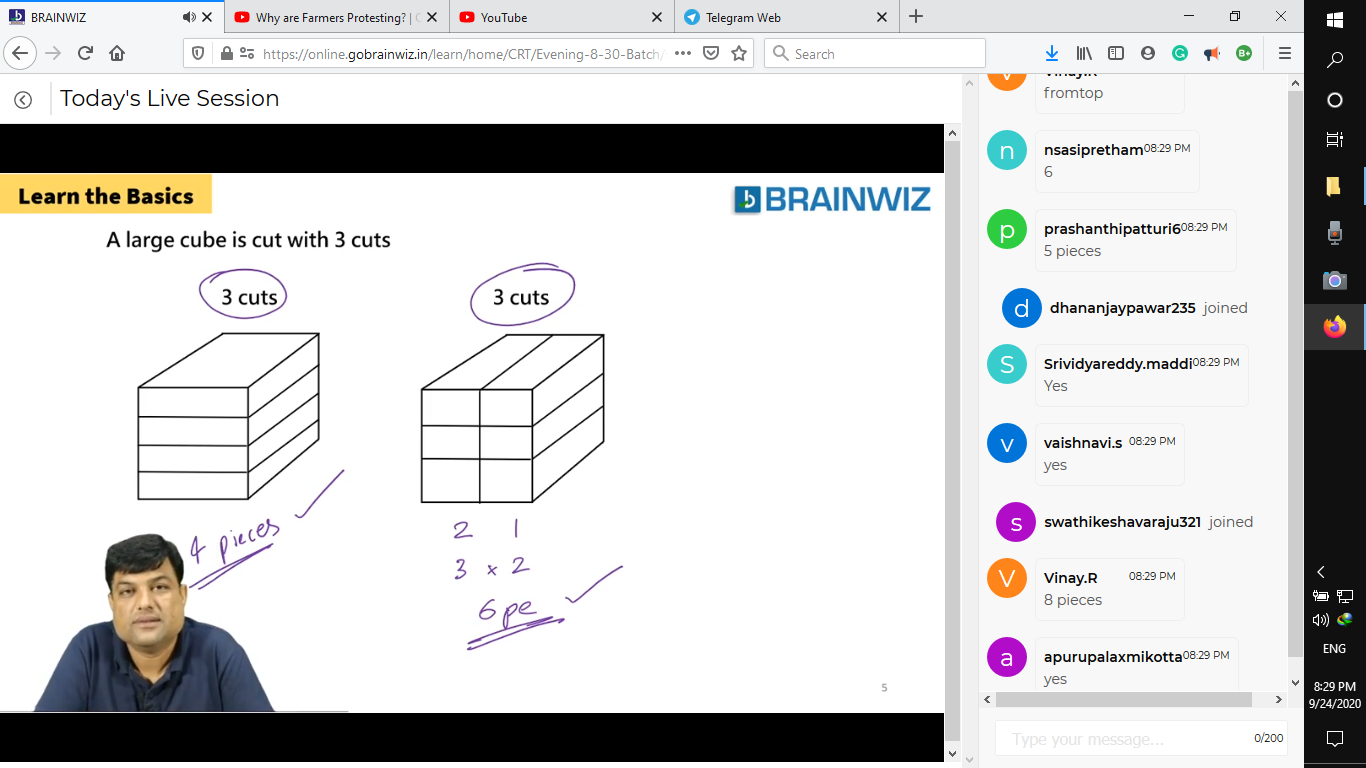 BRAINWIZ
Why are Farmers Protesting? | C
YouTube
Telegram Web
https://online.gobrainwiz.in/learn/home/CRT/Evening-8-30-Batch/
Search
Today's Live Session
Learn the Basics
BRAINWIZ
A large cube is cut with 3 cuts
3 cuts
3 cuts
4 pieces
2 1
3 × 2
6 pe
5
Vinay.R
fromtop
n
nsasipretham 08:29 PM
6
p
prashanthipatturi6 08:29 PM
5 pieces
d
dhananjaypawar235 joined
S
Srividyareddy.maddi 08:29 PM
Yes
v
vaishnavi.s 08:29 PM
yes
s
swathikeshavaraju321 joined
V
Vinay.R 08:29 PM
8 pieces
a
apurupalaxmikotta 08:29 PM
yes
Type your message...
0/200
ENG
8:29 PM
9/24/2020